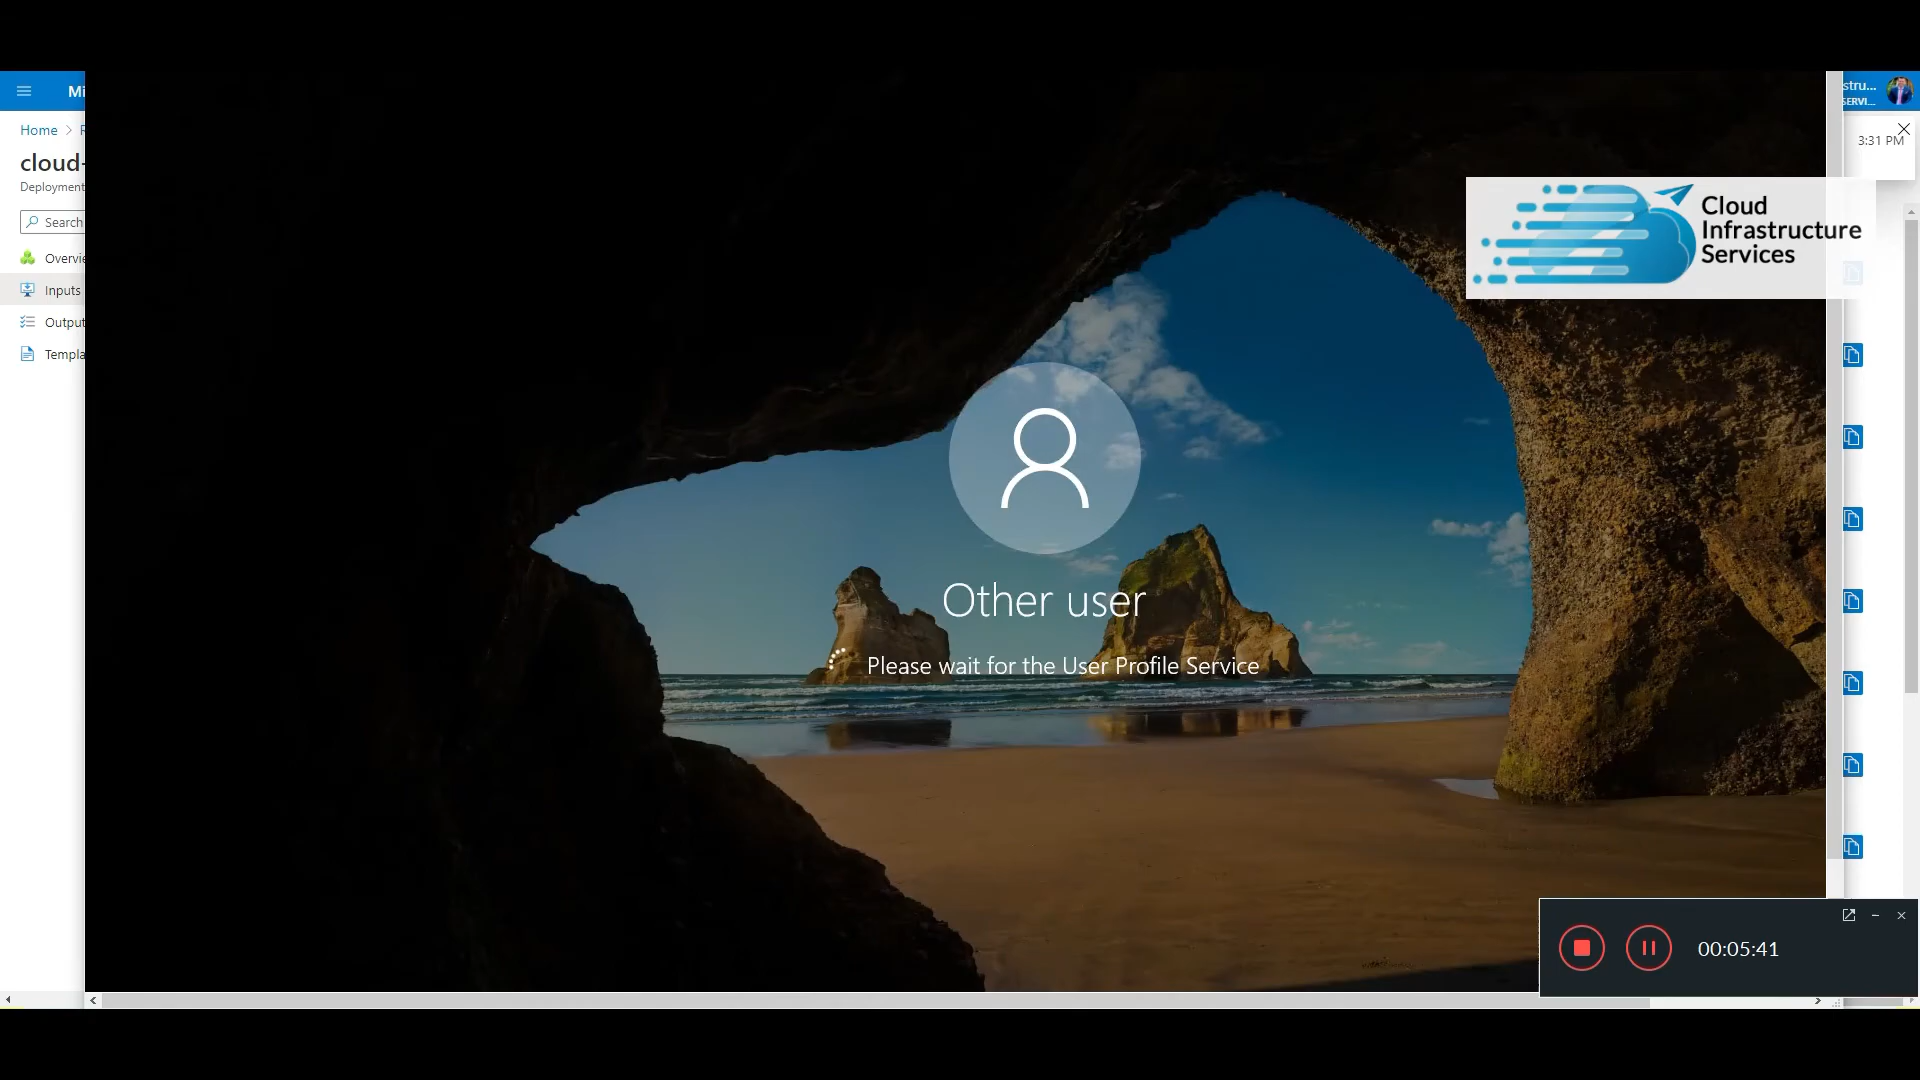 Mi
stru...
SERVI...
Home > 
3:31 PM
cloud-
Deployment
Search
Cloud
Infrastructure
Services
Overvie
Inputs
Output
Templa
Other user
Please wait for the User Profile Service
00:05:41